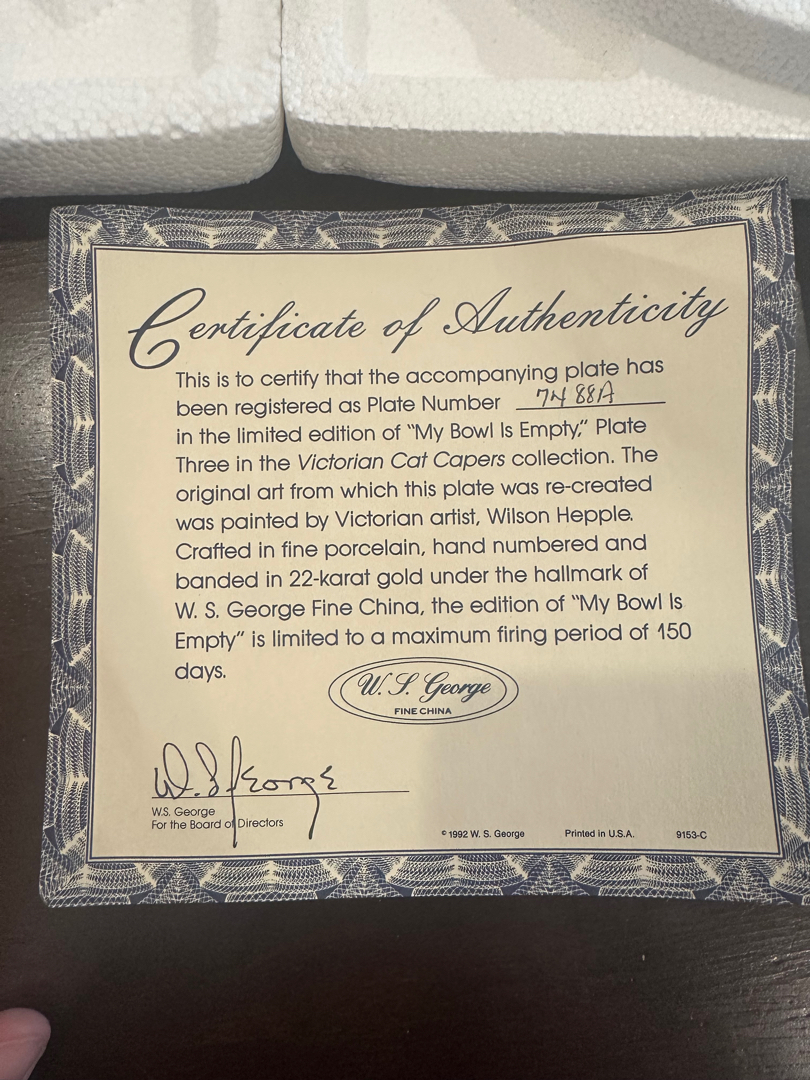 Certificate of Authenticity
This is to certify that the accompanying plate has
been registered as Plate Number 7488A
in the limited edition of "My Bowl Is Empty," Plate
Three in the Victorian Cat Capers collection. The
original art from which this plate was re-created
was painted by Victorian artist, Wilson Hepple.
Crafted in fine porcelain, hand numbered and
banded in 22-karat gold under the hallmark of
W. S. George Fine China, the edition of "My Bowl Is
Empty" is limited to a maximum firing period of 150
days.
W. S. George
FINE CHINA
W. S. George
W.S. George
For the Board of Directors
© 1992 W. S. George Printed in U.S.A. 9153-C